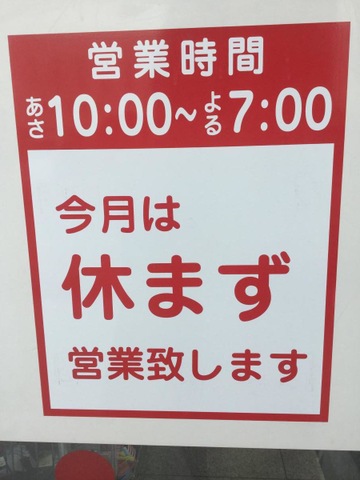 営業時間
あさ10:00~よる7:00
今月は
休まず
営業致します